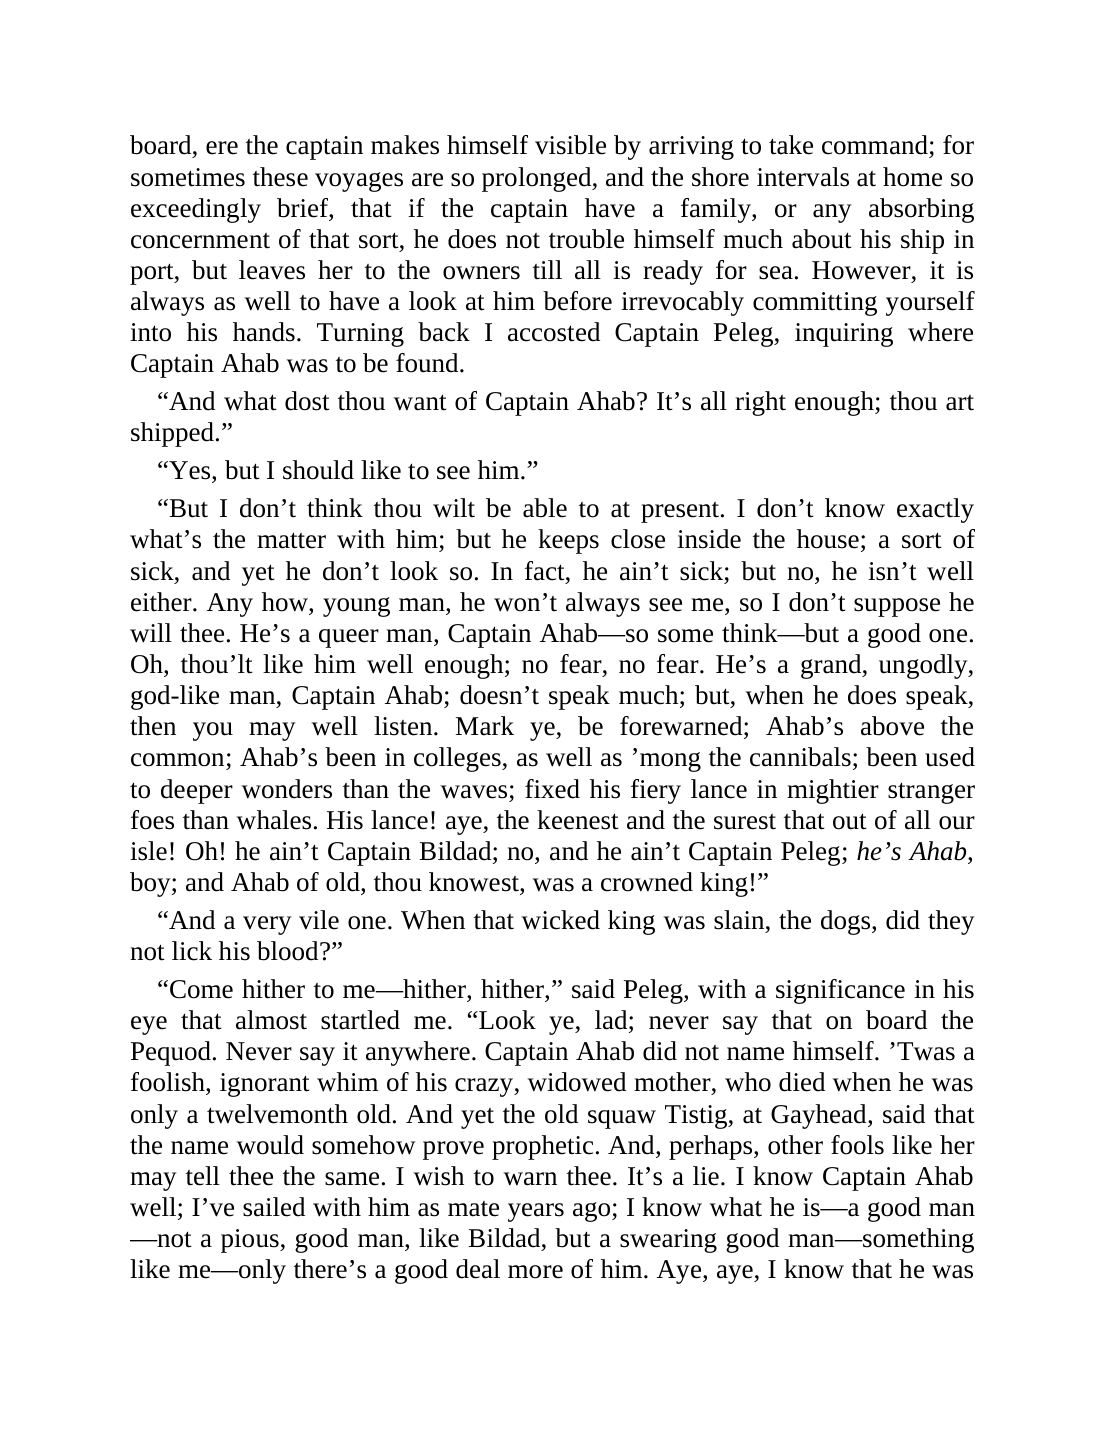 board, ere the captain makes himself visible by arriving to take command; for
sometimes these voyages are so prolonged, and the shore intervals at home so
exceedingly brief, that if the captain have a family, or any absorbing
concernment of that sort, he does not trouble himself much about his ship in
port, but leaves her to the owners till all is ready for sea. However, it is
always as well to have a look at him before irrevocably committing yourself
into his hands. Turning back I accosted Captain Peleg, inquiring where
Captain Ahab was to be found.
“And what dost thou want of Captain Ahab? It’s all right enough; thou art
shipped.”
“Yes, but I should like to see him.”
“But I don’t think thou wilt be able to at present. I don’t know exactly
what’s the matter with him; but he keeps close inside the house; a sort of
sick, and yet he don’t look so. In fact, he ain’t sick; but no, he isn’t well
either. Any how, young man, he won’t always see me, so I don’t suppose he
will thee. He’s a queer man, Captain Ahab—so some think—but a good one.
Oh, thou’lt like him well enough; no fear, no fear. He’s a grand, ungodly,
god-like man, Captain Ahab; doesn’t speak much; but, when he does speak,
then you may well listen. Mark ye, be forewarned; Ahab’s above the
common; Ahab’s been in colleges, as well as ’mong the cannibals; been used
to deeper wonders than the waves; fixed his fiery lance in mightier stranger
foes than whales. His lance! aye, the keenest and the surest that out of all our
isle! Oh! he ain’t Captain Bildad; no, and he ain’t Captain Peleg; he’s Ahab,
boy; and Ahab of old, thou knowest, was a crowned king!”
“And a very vile one. When that wicked king was slain, the dogs, did they
not lick his blood?”
“Come hither to me—hither, hither,” said Peleg, with a significance in his
eye that almost startled me. “Look ye, lad; never say that on board the
Pequod. Never say it anywhere. Captain Ahab did not name himself. ’Twas a
foolish, ignorant whim of his crazy, widowed mother, who died when he was
only a twelvemonth old. And yet the old squaw Tistig, at Gayhead, said that
the name would somehow prove prophetic. And, perhaps, other fools like her
may tell thee the same. I wish to warn thee. It’s a lie. I know Captain Ahab
well; I’ve sailed with him as mate years ago; I know what he is—a good man
—not a pious, good man, like Bildad, but a swearing good man—something
like me—only there’s a good deal more of him. Aye, aye, I know that he was